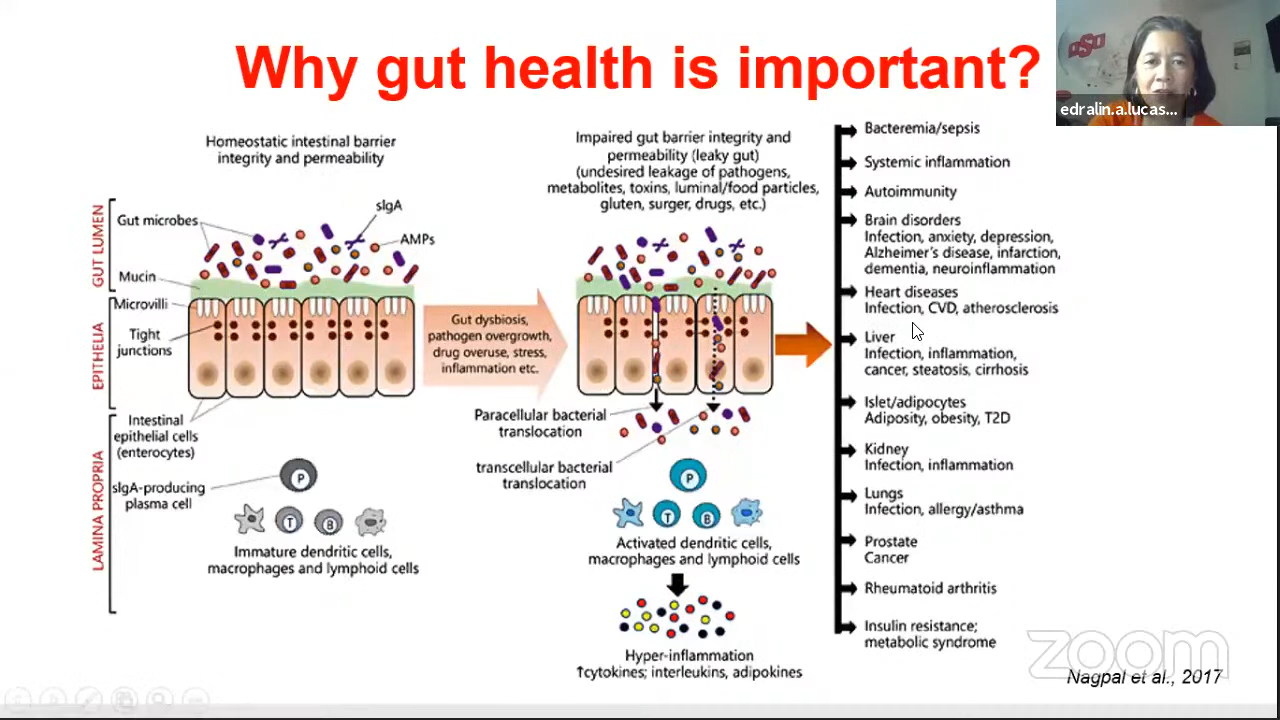 Why gut health is important?
OSU
edralin.a.lucas...
Homeostatic intestinal barrier
integrity and permeability
GUT LUMEN
Gut microbes
sIgA
AMPs
Mucin
EPITHELIA
Microvilli
Tight
junctions
Intestinal
epithelial cells
(enterocytes)
LAMINA PROPRIA
sIgA-producing
plasma cell
P
T
B
Immature dendritic cells,
macrophages and lymphoid cells
Gut dysbiosis,
pathogen overgrowth,
drug overuse, stress,
inflammation etc.
Impaired gut barrier integrity and
permeability (leaky gut)
(undesired leakage of pathogens,
metabolites, toxins, luminal/food particles,
gluten, surger, drugs, etc.)
Paracellular bacterial
translocation
transcellular bacterial
translocation
P
T
B
Activated dendritic cells,
macrophages and lymphoid cells
Hyper-inflammation
↑cytokines; interleukins, adipokines
Bacteremia/sepsis
Systemic inflammation
Autoimmunity
Brain disorders
Infection, anxiety, depression,
Alzheimer's disease, infarction,
dementia, neuroinflammation
Heart diseases
Infection, CVD, atherosclerosis
Liver
Infection, inflammation,
cancer, steatosis, cirrhosis
Islet/adipocytes
Adiposity, obesity, T2D
Kidney
Infection, inflammation
Lungs
Infection, allergy/asthma
Prostate
Cancer
Rheumatoid arthritis
Insulin resistance;
metabolic syndrome
zoom
Nagpal et al., 2017